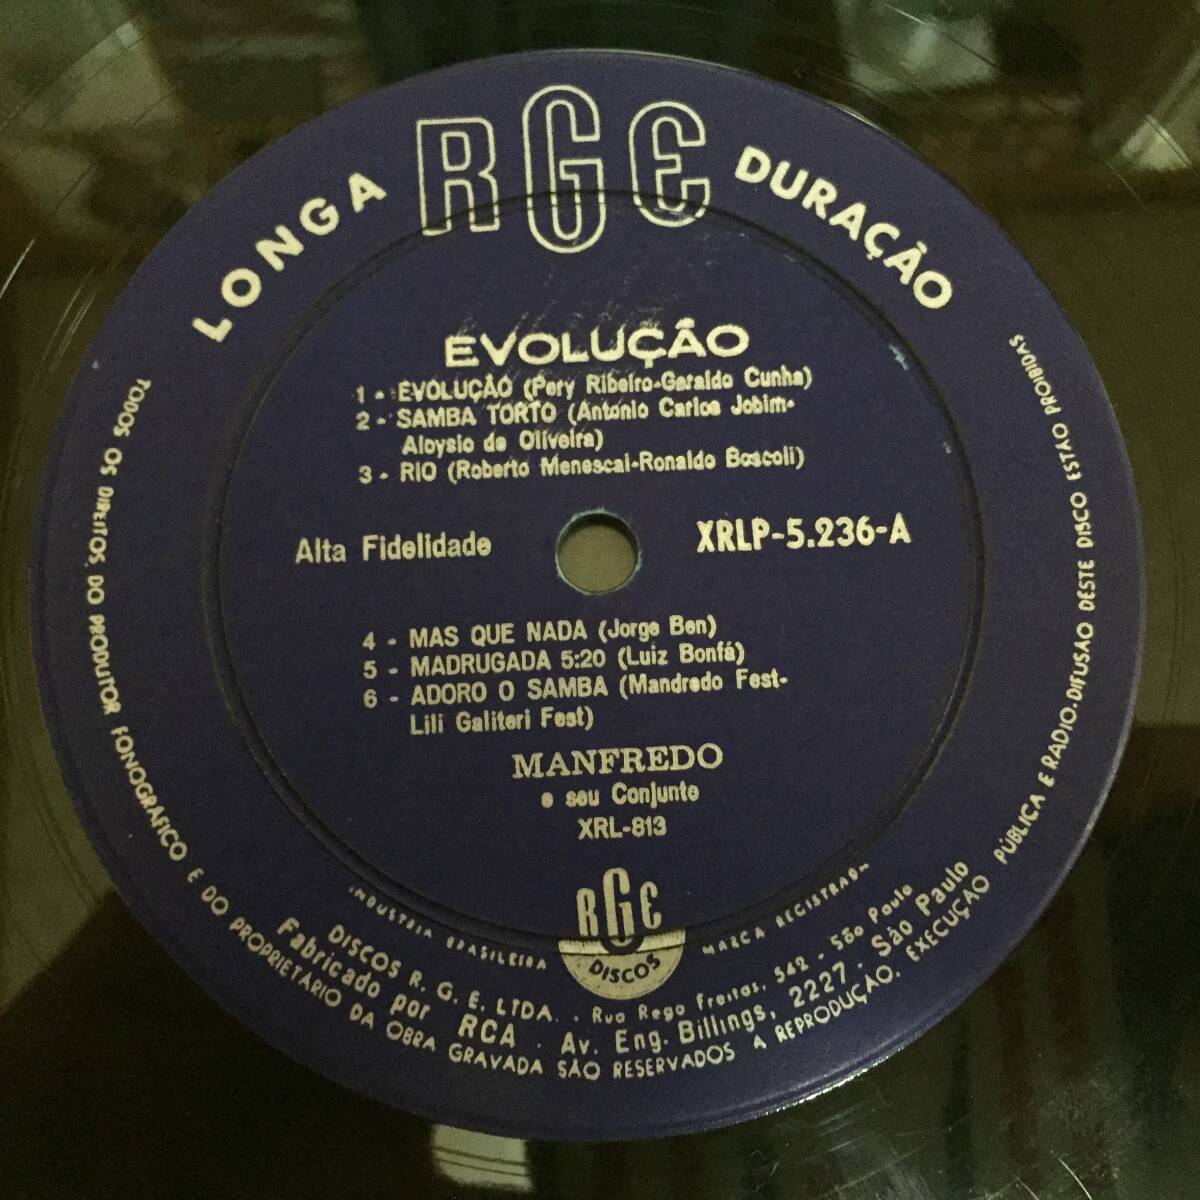 RGE
LONGA DURAÇÃO
EVOLUÇÃO
1 - EVOLUÇÃO (Pery Ribeiro-Geraldo Cunha)
2 - SAMBA TORTO (Antonio Carlos Jobim-
Aloysio de Oliveira)
3 - RIO (Roberto Menescal-Ronaldo Boscoli)
Alta Fidelidade
XRLP-5.236-A
4 - MAS QUE NADA (Jorge Ben)
5 - MADRUGADA 5:20 (Luiz Bonfá)
6 - ADORO O SAMBA (Mandredo Fest-
Lili Galiteri Fest)
MANFREDO
e seu Conjunto
XRL-813
RGE
DISCOS
INDUSTRIA BRASILEIRA
MARCA REGISTRADA
DISCOS R. G. E. LTDA. - Rua Rego Freitas, 542 - São Paulo
Fabricado por RCA . Av. Eng. Billings, 2227 - São Paulo
TODOS OS DIREITOS DO PRODUTOR FONOGRÁFICO E DO PROPRIETÁRIO DA OBRA GRAVADA SÃO RESERVADOS A REPRODUÇÃO, EXECUÇÃO PÚBLICA E RADIO-DIFUSÃO DESTE DISCO ESTÃO PROIBIDAS